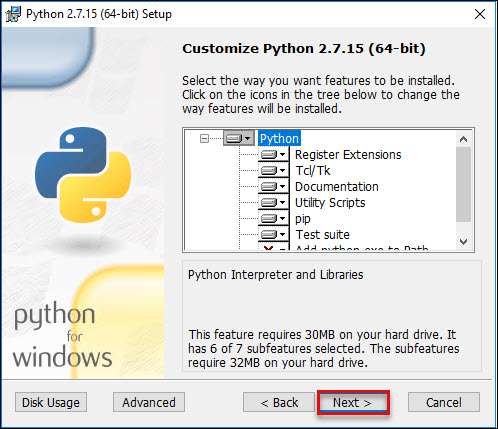 Python 2.7.15 (64-bit) Setup
Customize Python 2.7.15 (64-bit)
Select the way you want features to be installed.
Click on the icons in the tree below to change the
way features will be installed.
Python
Register Extensions
Tcl/Tk
Documentation
Utility Scripts
pip
Test suite
Add python.exe to Path
Python Interpreter and Libraries
This feature requires 30MB on your hard drive. It
has 6 of 7 subfeatures selected. The subfeatures
require 32MB on your hard drive.
python
for
windows
Disk Usage
Advanced
< Back
Next >
Cancel